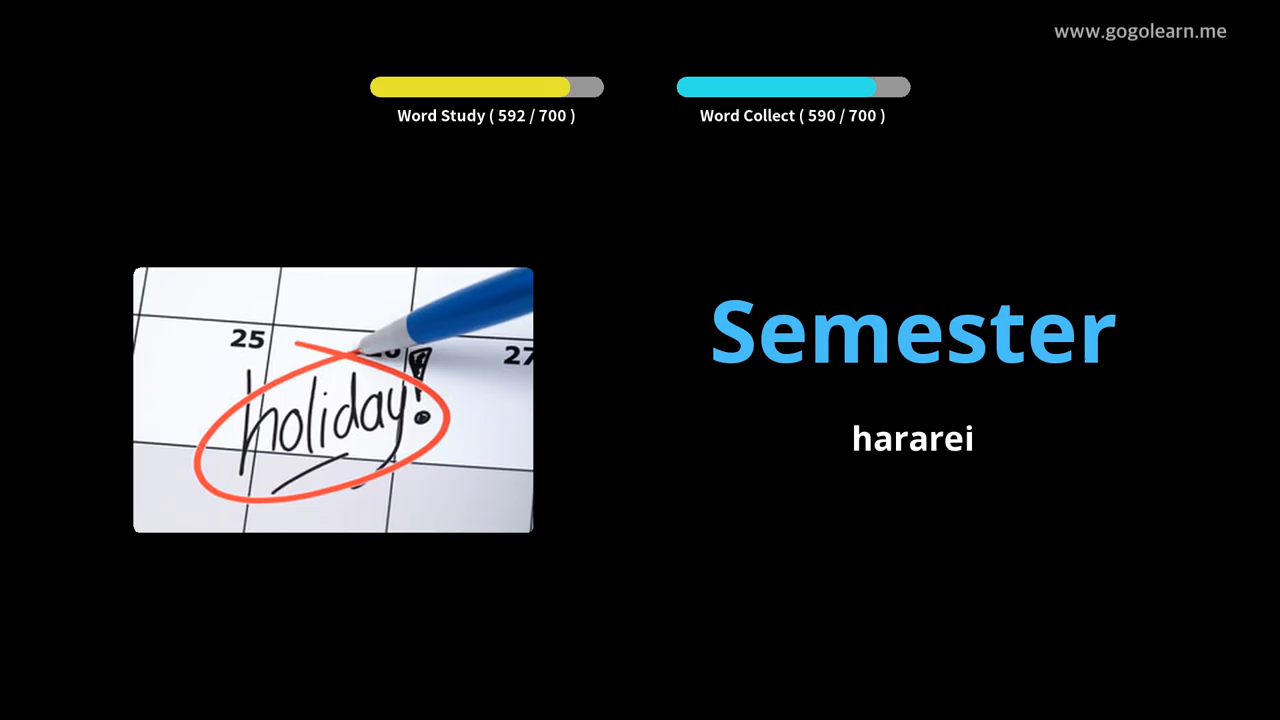 www.gogolearn.me
Word Study ( 592 / 700 )
Word Collect ( 590 / 700 )
25
27
holiday!
Semester
hararei